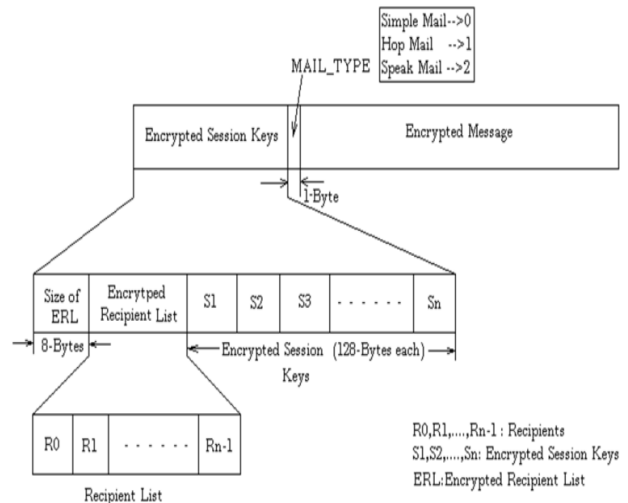 Simple Mail-->0
Hop Mail -->1
Speak Mail -->2
MAIL_TYPE
Encrypted Session Keys
Encrypted Message
1-Byte
Size of
ERL
Encrytped
Recipient List
S1
S2
S3
- - - - - -
Sn
8-Bytes
Encrypted Session (128-Bytes each)
Keys
R0
R1
- - - - - -
Rn-1
Recipient List
R0,R1,....,Rn-1 : Recipients
S1,S2,....,Sn: Encrypted Session Keys
ERL:Encrypted Recipient List